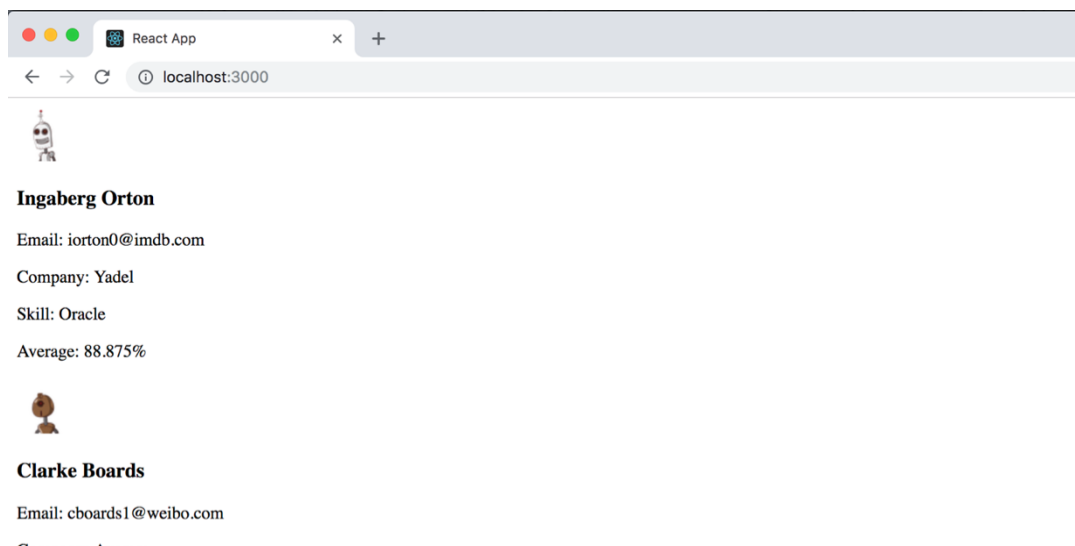 React App
localhost:3000
Ingaberg Orton
Email: iorton0@imdb.com
Company: Yadel
Skill: Oracle
Average: 88.875%
Clarke Boards
Email: cboards1@weibo.com